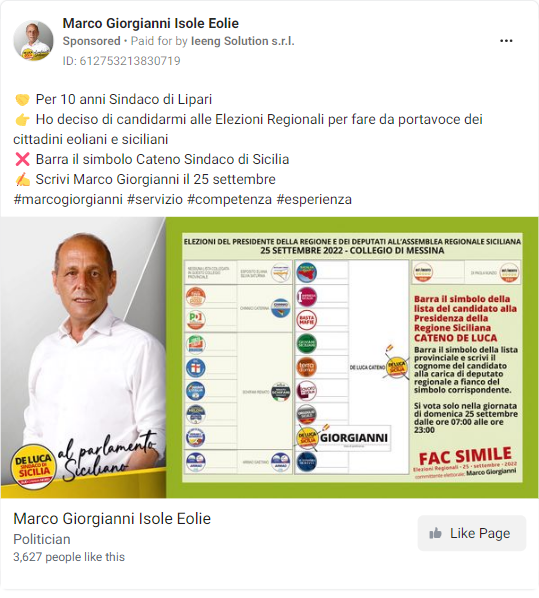 Marco Giorgianni Isole Eolie
Sponsored • Paid for by Ieeng Solution s.r.l.
ID: 612753213830719
🤝 Per 10 anni Sindaco di Lipari
👉 Ho deciso di candidarmi alle Elezioni Regionali per fare da portavoce dei
cittadini eoliani e siciliani
❌ Barra il simbolo Cateno Sindaco di Sicilia
✍ Scrivi Marco Giorgianni il 25 settembre
#marcogiorgianni #servizio #competenza #esperienza
ELEZIONI DEL PRESIDENTE DELLA REGIONE E DEI DEPUTATI ALL'ASSEMBLEA REGIONALE SICILIANA
25 SETTEMBRE 2022 - COLLEGIO DI MESSINA
BASTA
MAFIE
terra
DE LUCA CATENO
GIORGIANNI
Barra il simbolo della
lista del candidato alla
Presidenza della
Regione Siciliana
CATENO DE LUCA
Barra il simbolo della lista
provinciale e scrivi il
cognome del candidato
alla carica di deputato
regionale a fianco del
simbolo corrispondente.
Si vota solo nella giornata
di domenica 25 settembre
dalle ore 07:00 alle ore
23:00
FAC SIMILE
Elezioni Regionali - 25 - settembre - 2022
committente elettorale: Marco Giorgianni
DE LUCA
SINDACO DI
SICILIA
al parlamento
Siciliano
Marco Giorgianni Isole Eolie
Politician
3,627 people like this
Like Page